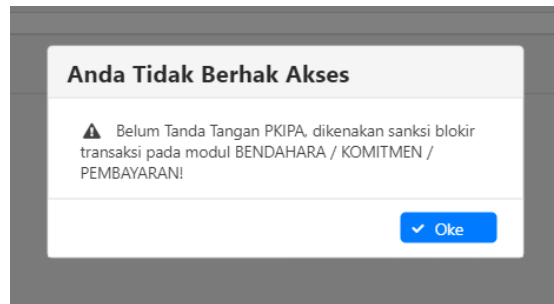 Anda Tidak Berhak Akses
Belum Tanda Tangan PKIPA, dikenakan sanksi blokir
transaksi pada modul BENDAHARA / KOMITMEN /
PEMBAYARAN!
Oke